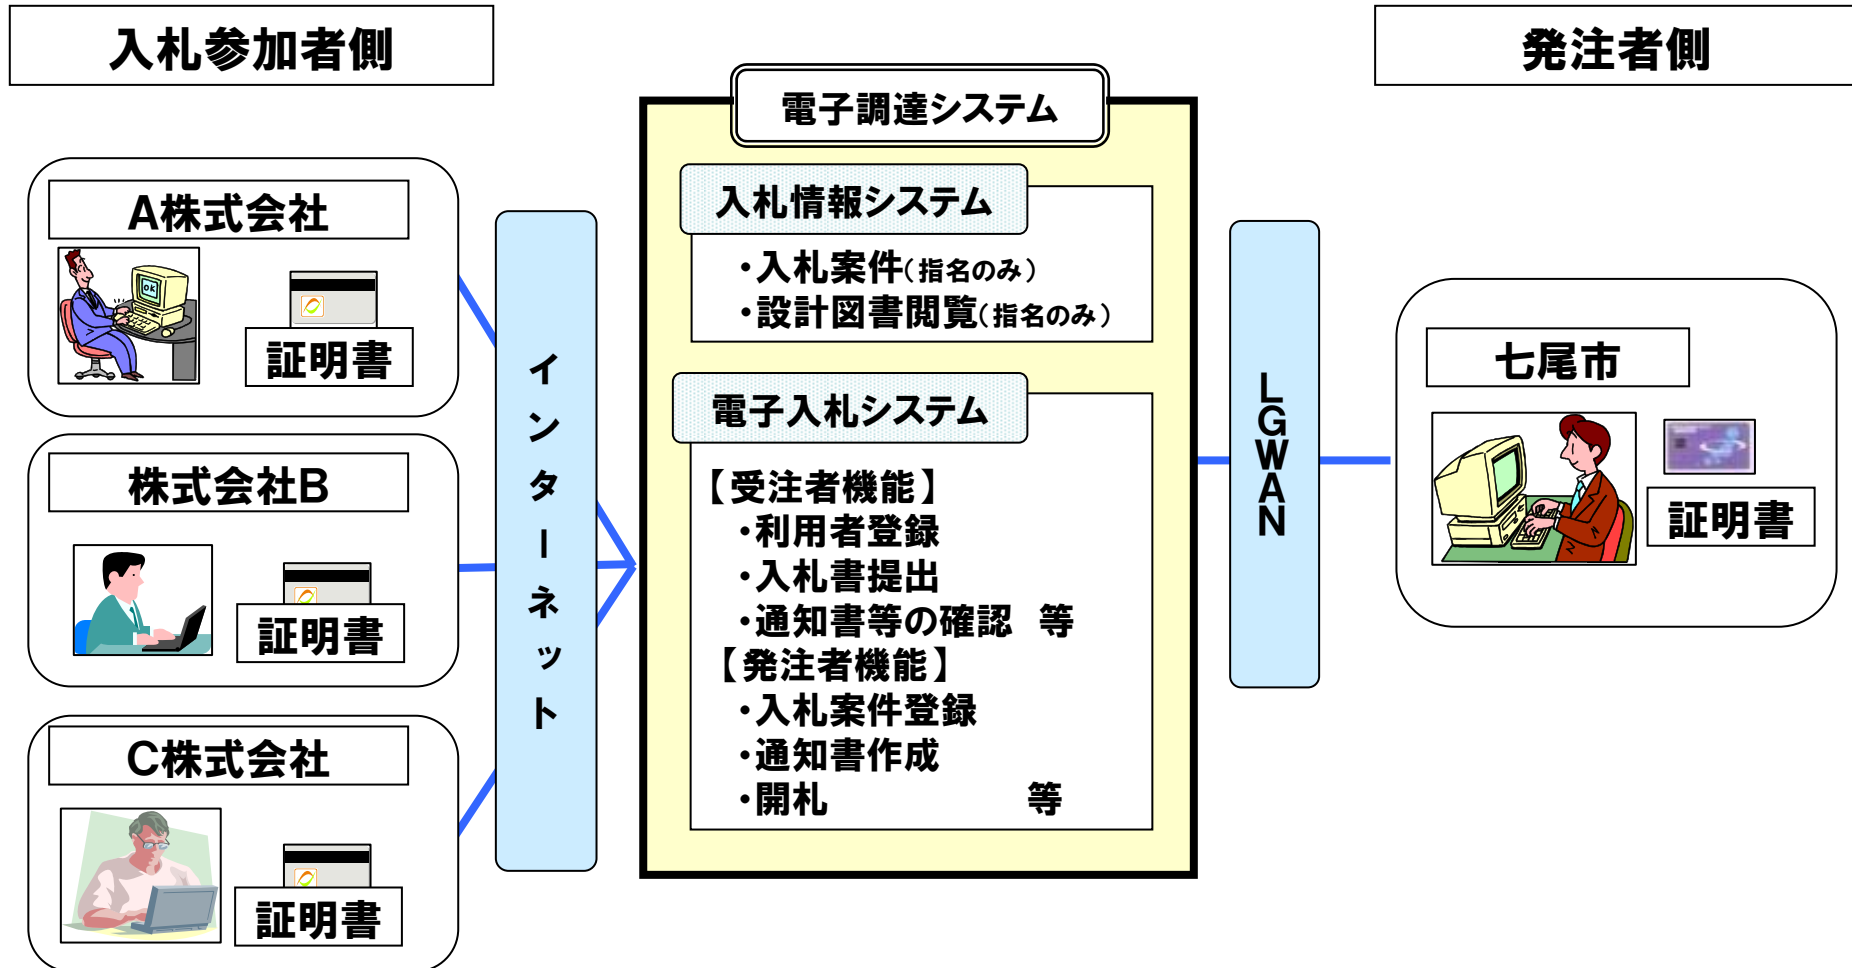 入札参加者側
A株式会社
OK
証明書
株式会社B
証明書
C株式会社
証明書
インターネット
電子調達システム
入札情報システム
・入札案件(指名のみ)
・設計図書閲覧(指名のみ)
電子入札システム
【受注者機能】
・利用者登録
・入札書提出
・通知書等の確認　等
【発注者機能】
・入札案件登録
・通知書作成
・開札　　　　　等
LGWAN
発注者側
七尾市
証明書